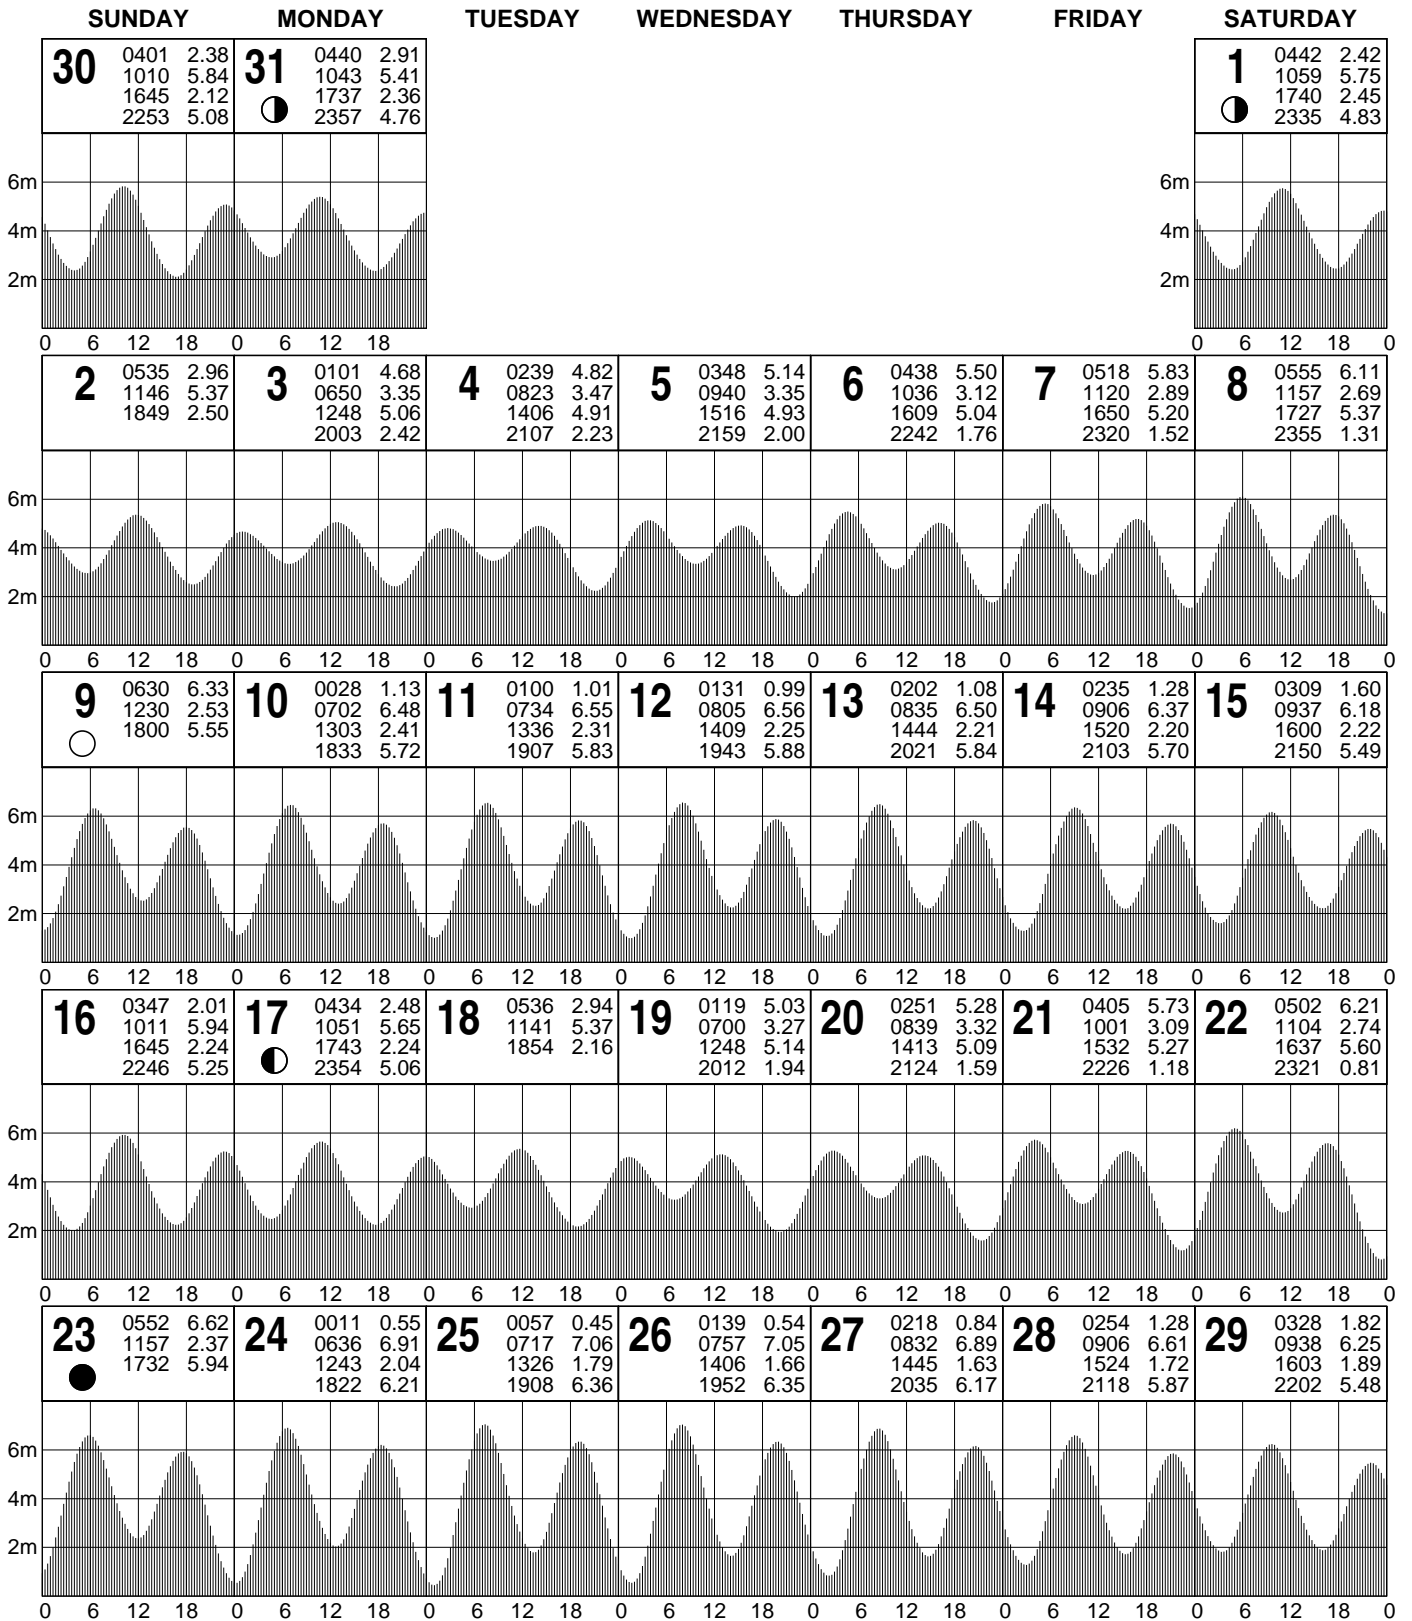 SUNDAY MONDAY TUESDAY WEDNESDAY THURSDAY FRIDAY SATURDAY
30 0401 2.38 31 0440 2.91 1 0442 2.42
1010 5.84 1043 5.41 1059 5.75
1645 2.12 1737 2.36 1740 2.45
2253 5.08 2357 4.76 2335 4.83
6m 6m
4m 4m
2m 2m
0 6 12 18 0 6 12 18 0 6 12 18 0
2 0535 2.96 3 0101 4.68 4 0239 4.82 5 0348 5.14 6 0438 5.50 7 0518 5.83 8 0555 6.11
1146 5.37 0650 3.35 0823 3.47 0940 3.35 1036 3.12 1120 2.89 1157 2.69
1849 2.50 1248 5.06 1406 4.91 1516 4.93 1609 5.04 1650 5.20 1727 5.37
2003 2.42 2107 2.23 2159 2.00 2242 1.76 2320 1.52 2355 1.31
6m
4m
2m
0 6 12 18 0 6 12 18 0 6 12 18 0 6 12 18 0 6 12 18 0 6 12 18 0 6 12 18 0
9 0630 6.33 10 0028 1.13 11 0100 1.01 12 0131 0.99 13 0202 1.08 14 0235 1.28 15 0309 1.60
1230 2.53 0702 6.48 0734 6.55 0805 6.56 0835 6.50 0906 6.37 0937 6.18
1800 5.55 1303 2.41 1336 2.31 1409 2.25 1444 2.21 1520 2.20 1600 2.22
1833 5.72 1907 5.83 1943 5.88 2021 5.84 2103 5.70 2150 5.49
6m
4m
2m
0 6 12 18 0 6 12 18 0 6 12 18 0 6 12 18 0 6 12 18 0 6 12 18 0 6 12 18 0
16 0347 2.01 17 0434 2.48 18 0536 2.94 19 0119 5.03 20 0251 5.28 21 0405 5.73 22 0502 6.21
1011 5.94 1051 5.65 1141 5.37 0700 3.27 0839 3.32 1001 3.09 1104 2.74
1645 2.24 1743 2.24 1854 2.16 1248 5.14 1413 5.09 1532 5.27 1637 5.60
2246 5.25 2354 5.06 2012 1.94 2124 1.59 2226 1.18 2321 0.81
6m
4m
2m
0 6 12 18 0 6 12 18 0 6 12 18 0 6 12 18 0 6 12 18 0 6 12 18 0 6 12 18 0
23 0552 6.62 24 0011 0.55 25 0057 0.45 26 0139 0.54 27 0218 0.84 28 0254 1.28 29 0328 1.82
1157 2.37 0636 6.91 0717 7.06 0757 7.05 0832 6.89 0906 6.61 0938 6.25
1732 5.94 1243 2.04 1326 1.79 1406 1.66 1445 1.63 1524 1.72 1603 1.89
1822 6.21 1908 6.36 1952 6.35 2035 6.17 2118 5.87 2202 5.48
6m
4m
2m
0 6 12 18 0 6 12 18 0 6 12 18 0 6 12 18 0 6 12 18 0 6 12 18 0 6 12 18 0